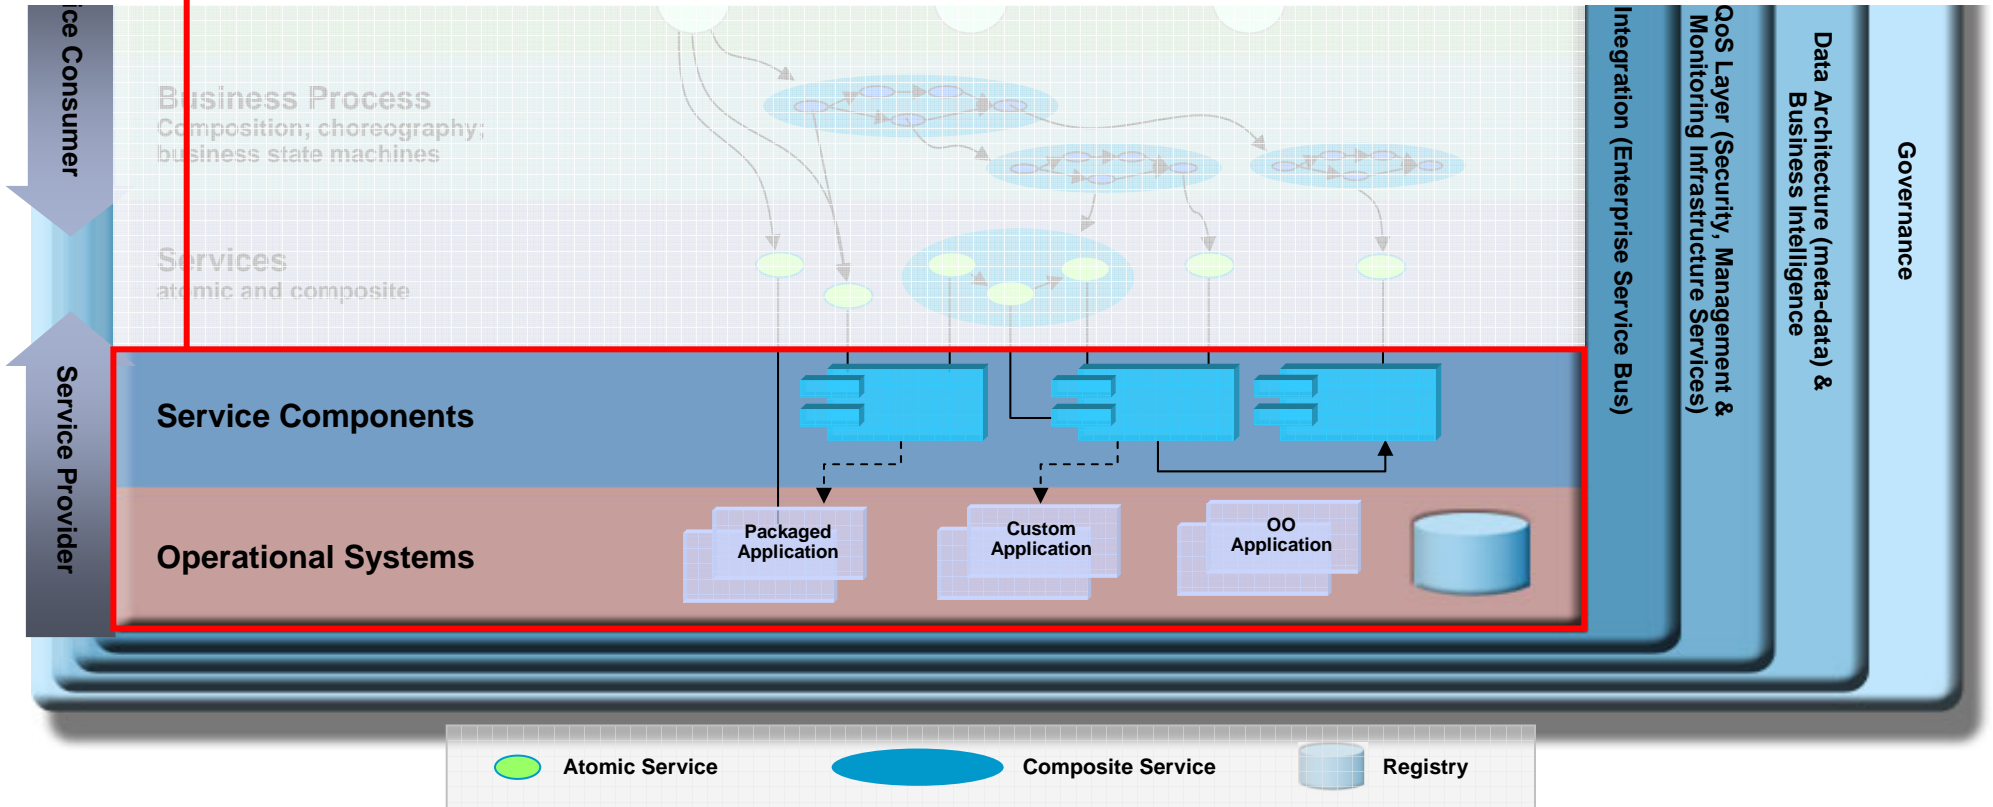 ice Consumer
Business Process
Composition; choreography;
business state machines
Services
atomic and composite
Service Provider
Service Components
Operational Systems
Packaged
Application
Custom
Application
OO
Application
Integration (Enterprise Service Bus)
QoS Layer (Security, Management &
Monitoring Infrastructure Services)
Data Architecture (meta-data) &
Business Intelligence
Governance
Atomic Service
Composite Service
Registry